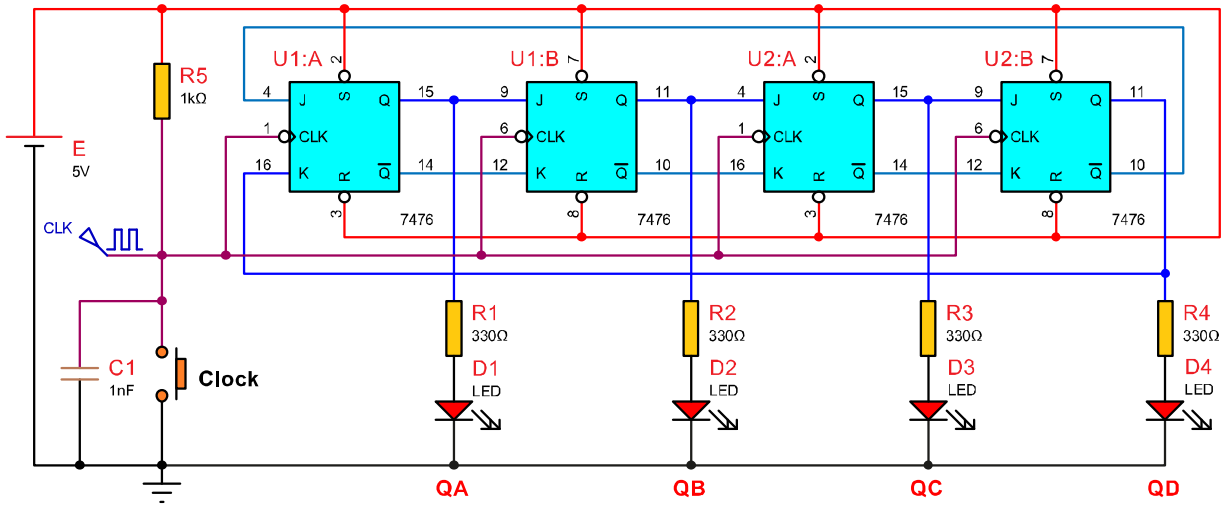 U1:A
U1:B
U2:A
U2:B
2
7
2
7
R5
1kΩ
4
J
S
Q
15
9
J
S
Q
11
4
J
S
Q
15
9
J
S
Q
11
1
CLK
6
CLK
1
CLK
6
CLK
E
5V
16
K
R
Q
14
12
K
R
Q
10
16
K
R
Q
14
12
K
R
Q
10
3
7476
8
7476
3
7476
8
7476
CLK
R1
330Ω
R2
330Ω
R3
330Ω
R4
330Ω
C1
1nF
Clock
D1
LED
D2
LED
D3
LED
D4
LED
QA
QB
QC
QD